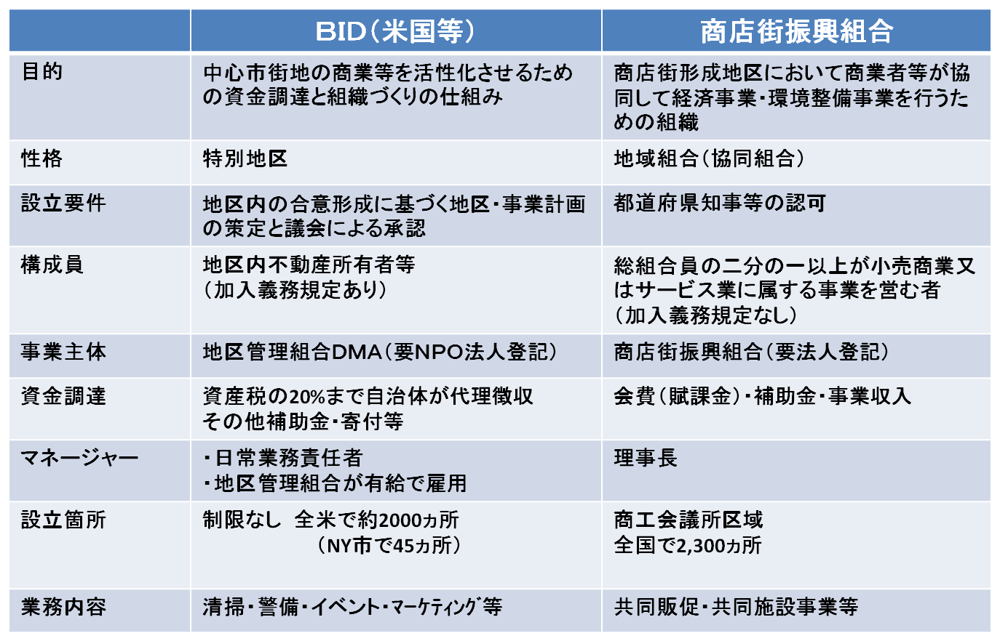 BID（米国等）
商店街振興組合
目的
中心市街地の商業等を活性化させるため
の資金調達と組織づくりの仕組み
商店街形成地区において商業者等が協
同して経済事業・環境整備事業を行うた
めの組織
性格
特別地区
地域組合（協同組合）
設立要件
地区内の合意形成に基づく地区・事業計画
の策定と議会による承認
都道府県知事等の認可
構成員
地区内不動産所有者等
（加入義務規定あり）
総組合員の二分の一以上が小売商業又
はサービス業に属する事業を営む者
（加入義務規定なし）
事業主体
地区管理組合DMA（要NPO法人登記）
商店街振興組合（要法人登記）
資金調達
資産税の20%まで自治体が代理徴収
その他補助金・寄付等
会費（賦課金）・補助金・事業収入
マネージャー
・日常業務責任者
・地区管理組合が有給で雇用
理事長
設立箇所
制限なし　全米で約2000ヵ所
（NY市で45ヵ所）
商工会議所区域
全国で2,300ヵ所
業務内容
清掃・警備・イベント・ﾏｰｹﾃｨﾝｸﾞ等
共同販促・共同施設事業等